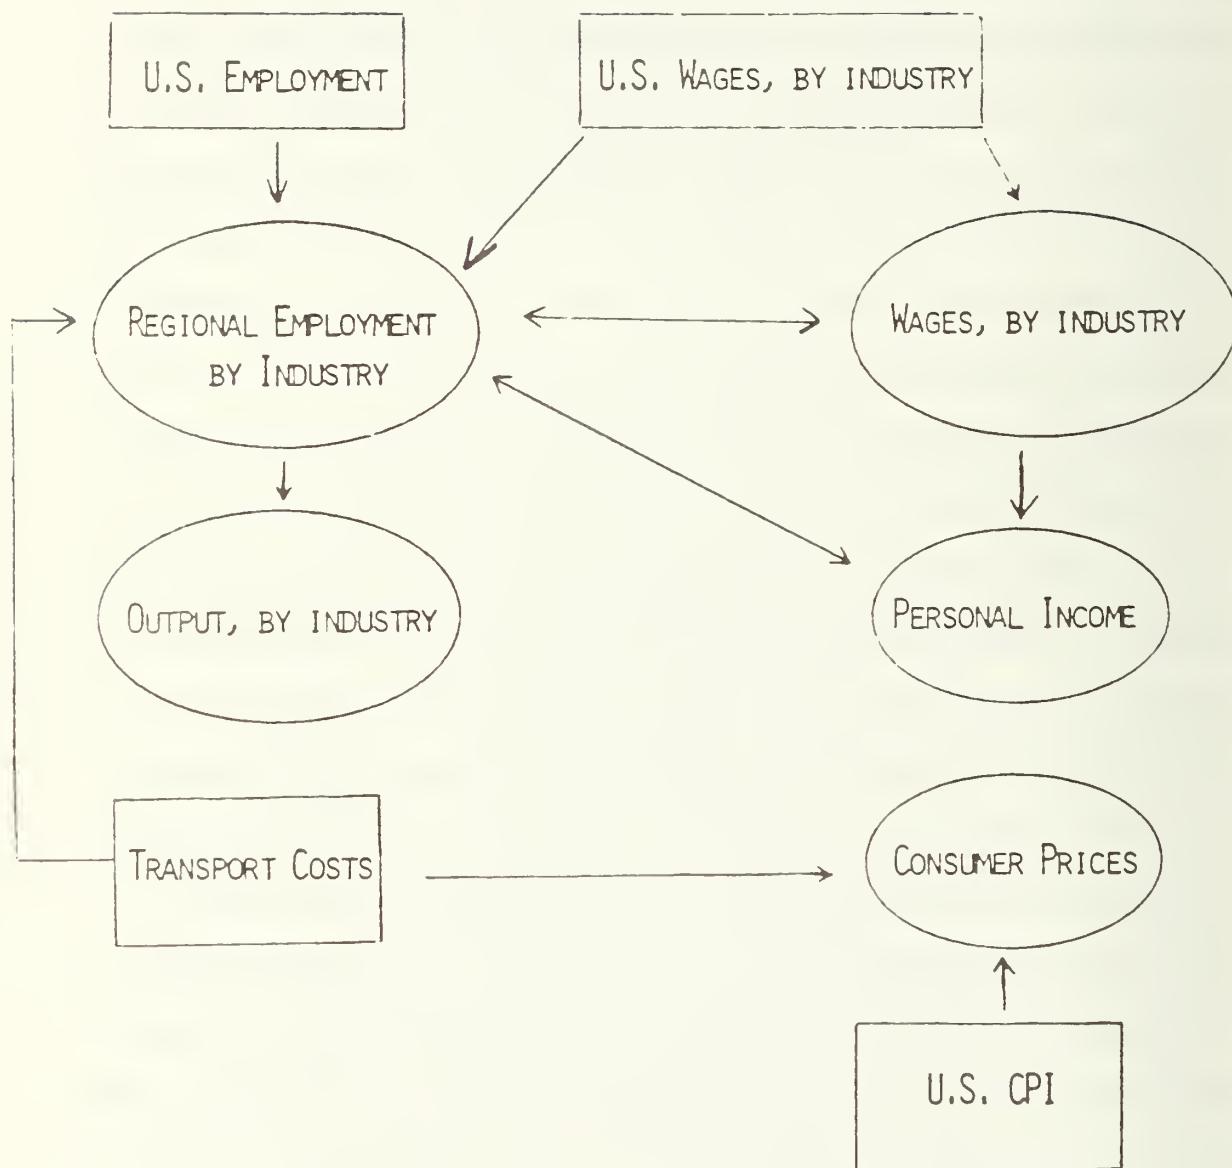 U.S. EMPLOYMENT
U.S. WAGES, BY INDUSTRY
REGIONAL EMPLOYMENT
BY INDUSTRY
WAGES, BY INDUSTRY
OUTPUT, BY INDUSTRY
PERSONAL INCOME
TRANSPORT COSTS
CONSUMER PRICES
U.S. CPI